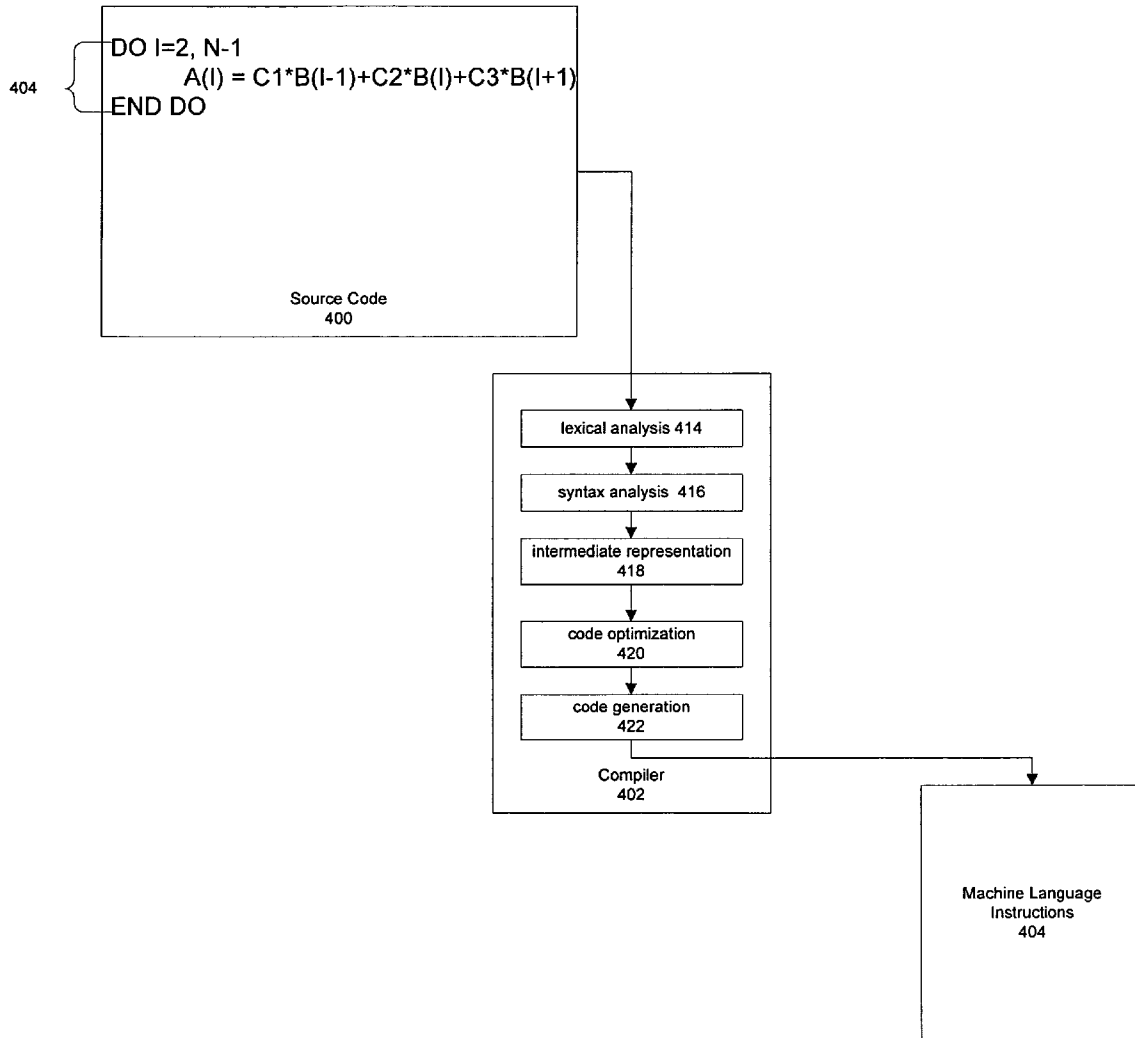 DO I=2, N-1
404
A(I) = C1*B(I-1)+C2*B(I)+C3*B(I+1)
END DO
Source Code
400
lexical analysis 414
syntax analysis 416
intermediate representation
418
code optimization
420
code generation
422
Compiler
402
Machine Language
Instructions
404